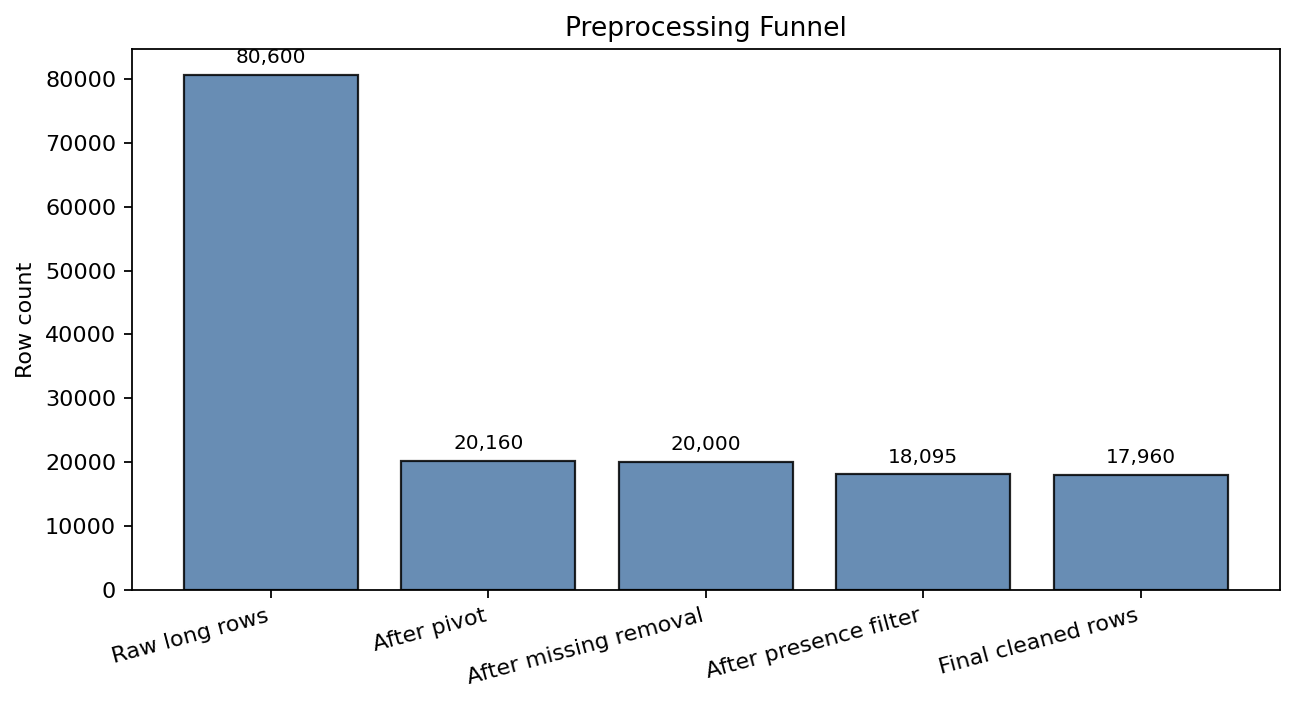 Preprocessing Funnel
80,600
20,160
20,000
18,095
17,960
80000
70000
60000
50000
40000
30000
20000
10000
0
Row count
Raw long rows
After pivot
After missing removal
After presence filter
Final cleaned rows